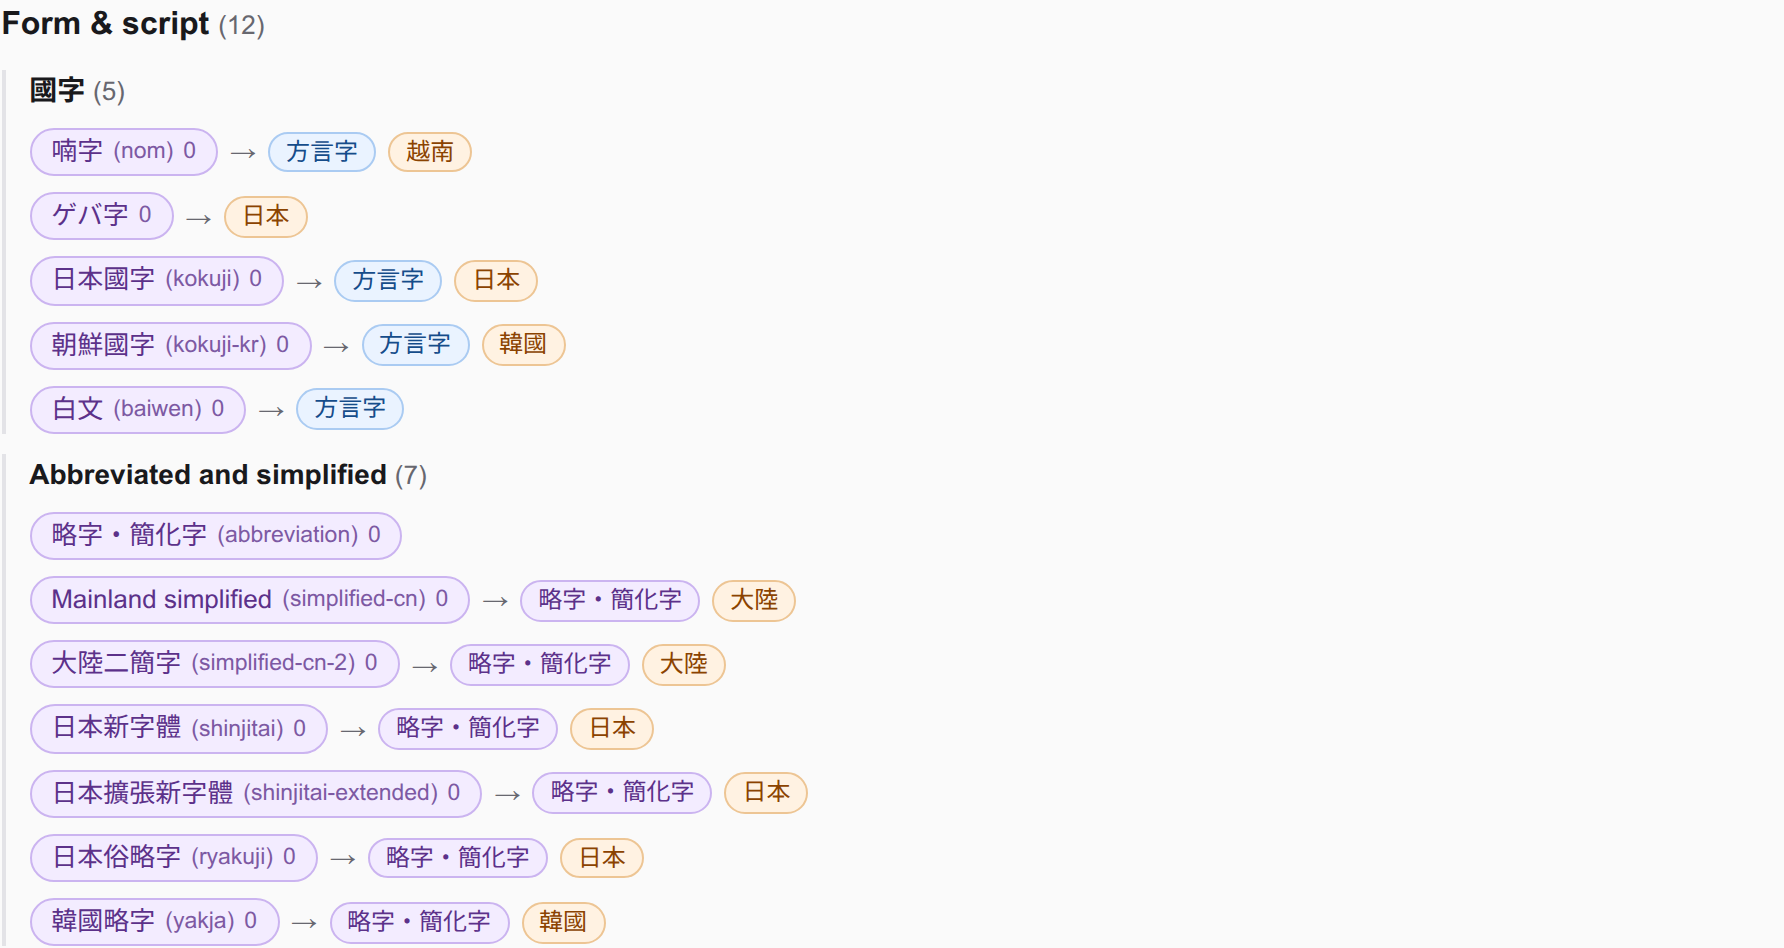 Form & script (12)
國字 (5)
喃字 (nom) 0 → 方言字 越南
ゲバ字 0 → 日本
日本國字 (kokuji) 0 → 方言字 日本
朝鮮國字 (kokuji-kr) 0 → 方言字 韓國
白文 (baiwen) 0 → 方言字
Abbreviated and simplified (7)
略字・簡化字 (abbreviation) 0
Mainland simplified (simplified-cn) 0 → 略字・簡化字 大陸
大陸二簡字 (simplified-cn-2) 0 → 略字・簡化字 大陸
日本新字體 (shinjitai) 0 → 略字・簡化字 日本
日本擴張新字體 (shinjitai-extended) 0 → 略字・簡化字 日本
日本俗略字 (ryakuji) 0 → 略字・簡化字 日本
韓國略字 (yakja) 0 → 略字・簡化字 韓國